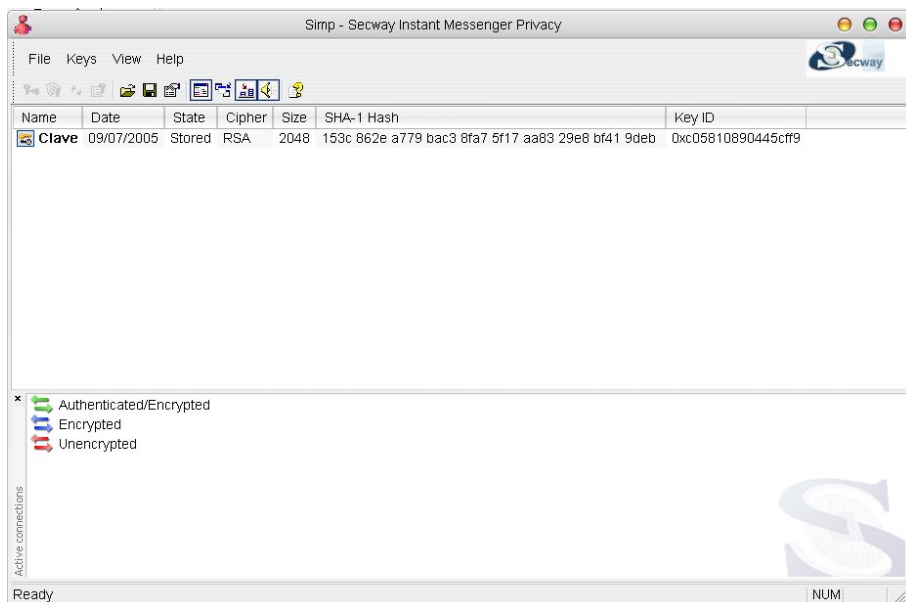 Simp - Secway Instant Messenger Privacy
File Keys View Help
Secway
Name Date State Cipher Size SHA-1 Hash Key ID
Clave 09/07/2005 Stored RSA 2048 153c 862e a779 bac3 8fa7 5f17 aa83 29e8 bf41 9deb 0xc05810890445cff9
Authenticated/Encrypted
Encrypted
Unencrypted
Active connections
Ready NUM